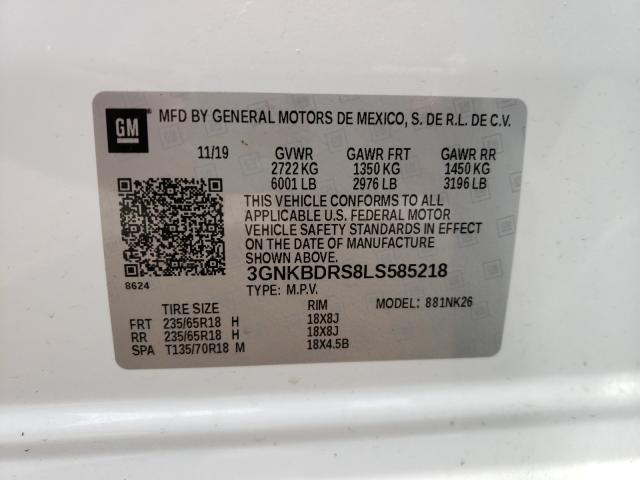 GM
MFD BY GENERAL MOTORS DE MEXICO, S. DE R.L. DE C.V.
11/19 GVWR GAWR FRT GAWR RR
2722 KG 1350 KG 1450 KG
6001 LB 2976 LB 3196 LB
THIS VEHICLE CONFORMS TO ALL
APPLICABLE U.S. FEDERAL MOTOR
VEHICLE SAFETY STANDARDS IN EFFECT
ON THE DATE OF MANUFACTURE
SHOWN ABOVE.
3GNKBDRS8LS585218
8624
TYPE: M.P.V. MODEL: 881NK26
TIRE SIZE RIM
FRT 235/65R18 H 18X8J
RR 235/65R18 H 18X8J
SPA T135/70R18 M 18X4.5B